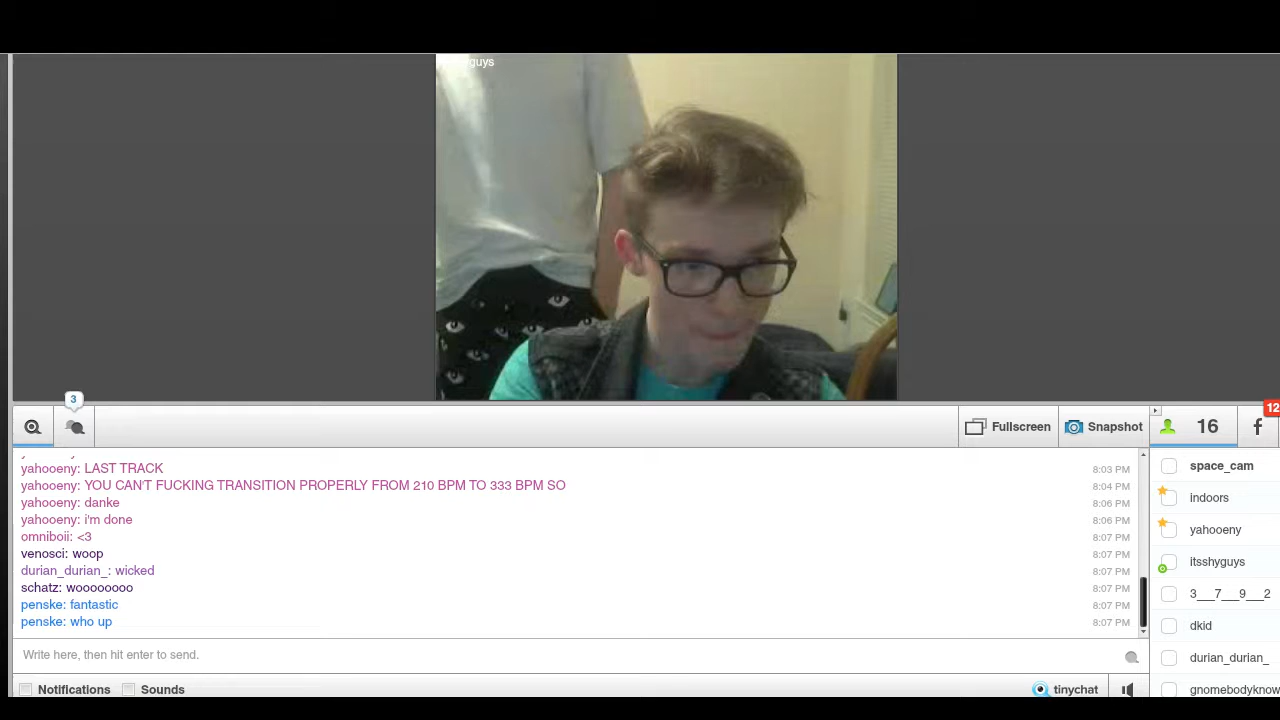 guys
3
Fullscreen
Snapshot
16
12
yahooeny: LAST TRACK 8:03 PM
yahooeny: YOU CAN'T FUCKING TRANSITION PROPERLY FROM 210 BPM TO 333 BPM SO 8:04 PM
yahooeny: danke 8:06 PM
yahooeny: i'm done 8:06 PM
omniboii: <3 8:07 PM
venosci: woop 8:07 PM
durian_durian_: wicked 8:07 PM
schatz: woooooooo 8:07 PM
penske: fantastic 8:07 PM
penske: who up 8:07 PM
space_cam
indoors
yahooeny
itsshyguys
3__7__9__2
dkid
durian_durian_
gnomebodyknow
Write here, then hit enter to send.
Notifications
Sounds
tinychat